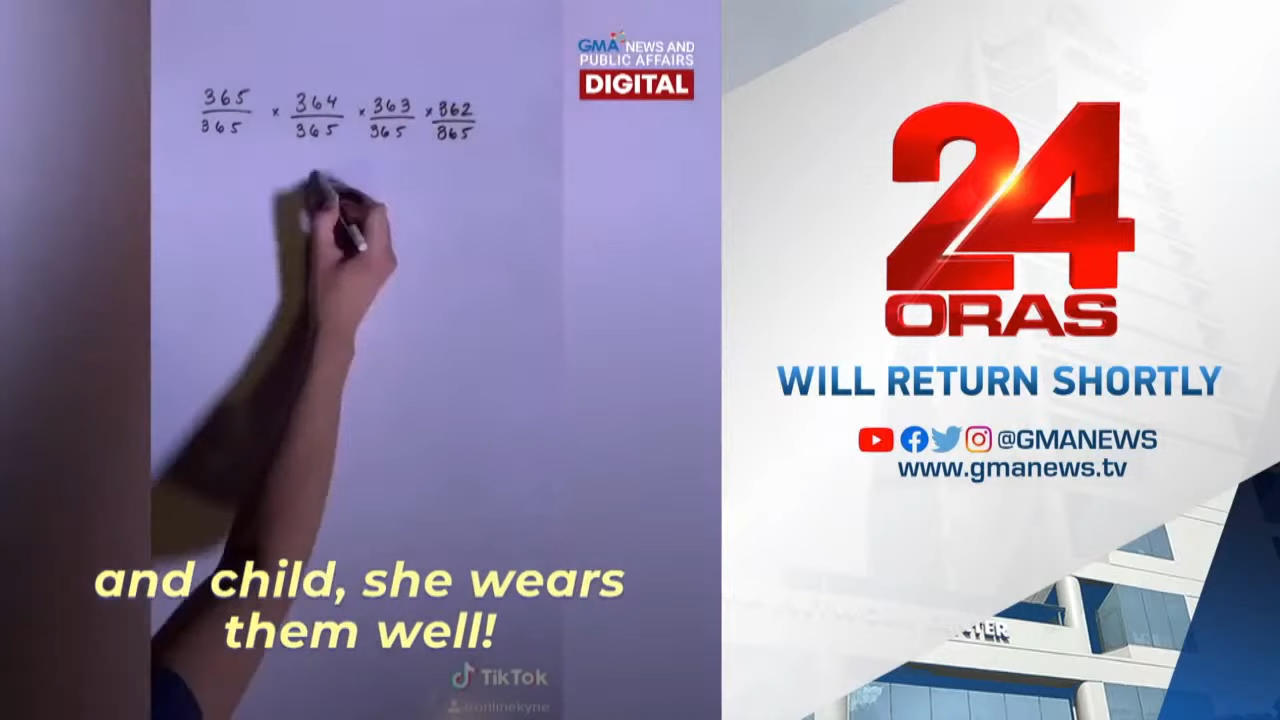 GMA NEWS AND
PUBLIC AFFAIRS
DIGITAL
365 × 364 × 363 × 362
365 365 365 365
and child, she wears
them well!
TikTok
@onlinekyne
24
ORAS
WILL RETURN SHORTLY
@GMANEWS
www.gmanews.tv